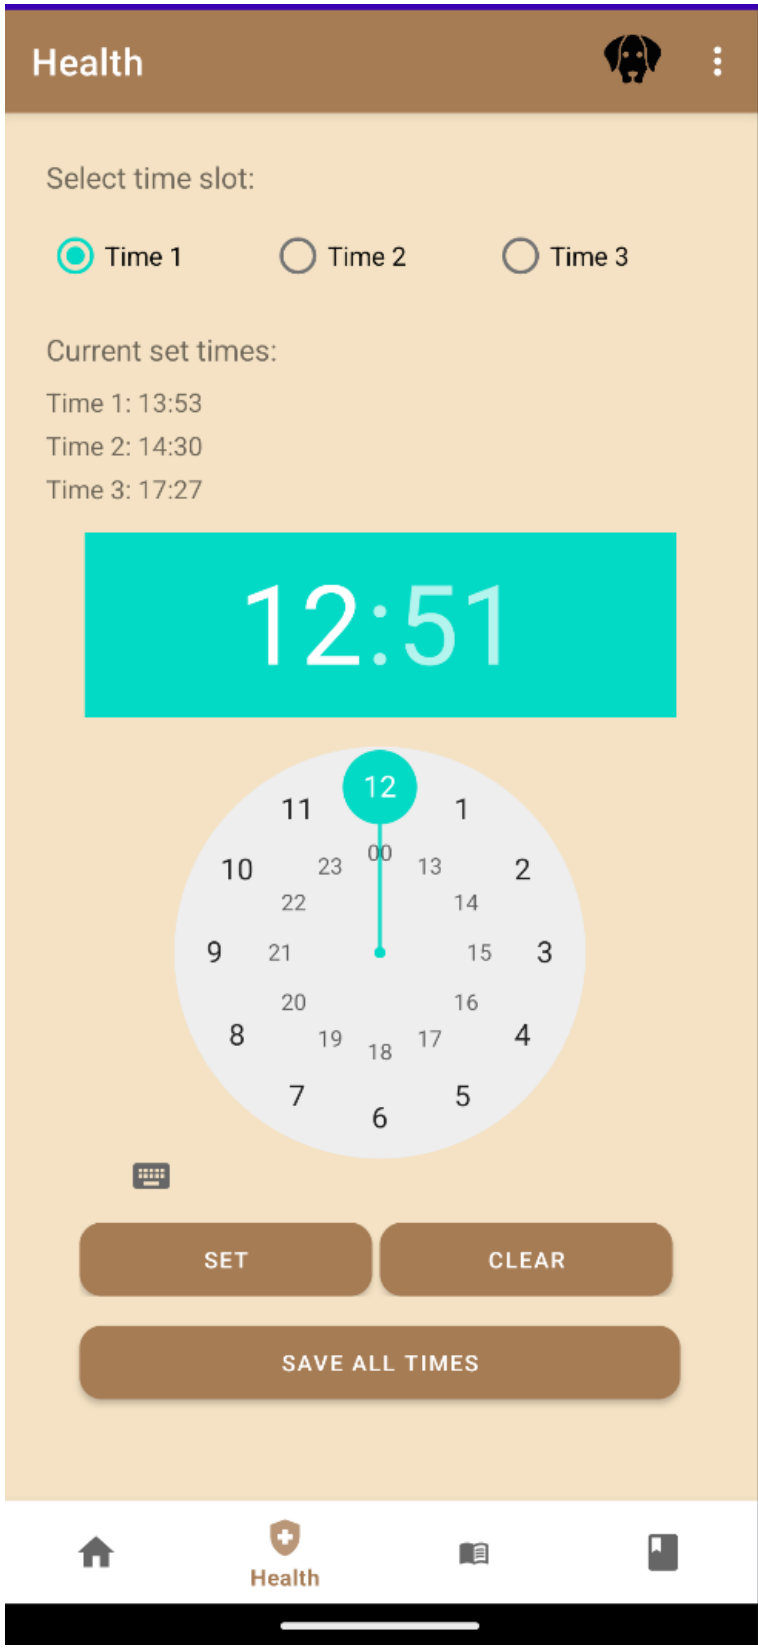 Health
Select time slot:
Time 1 Time 2 Time 3
Current set times:
Time 1: 13:53
Time 2: 14:30
Time 3: 17:27
12:51
12
11 1
00
23 13
10 2
22 14
9 21 15 3
20 16
8 19 17 4
18
7 5
6
SET CLEAR
SAVE ALL TIMES
Health